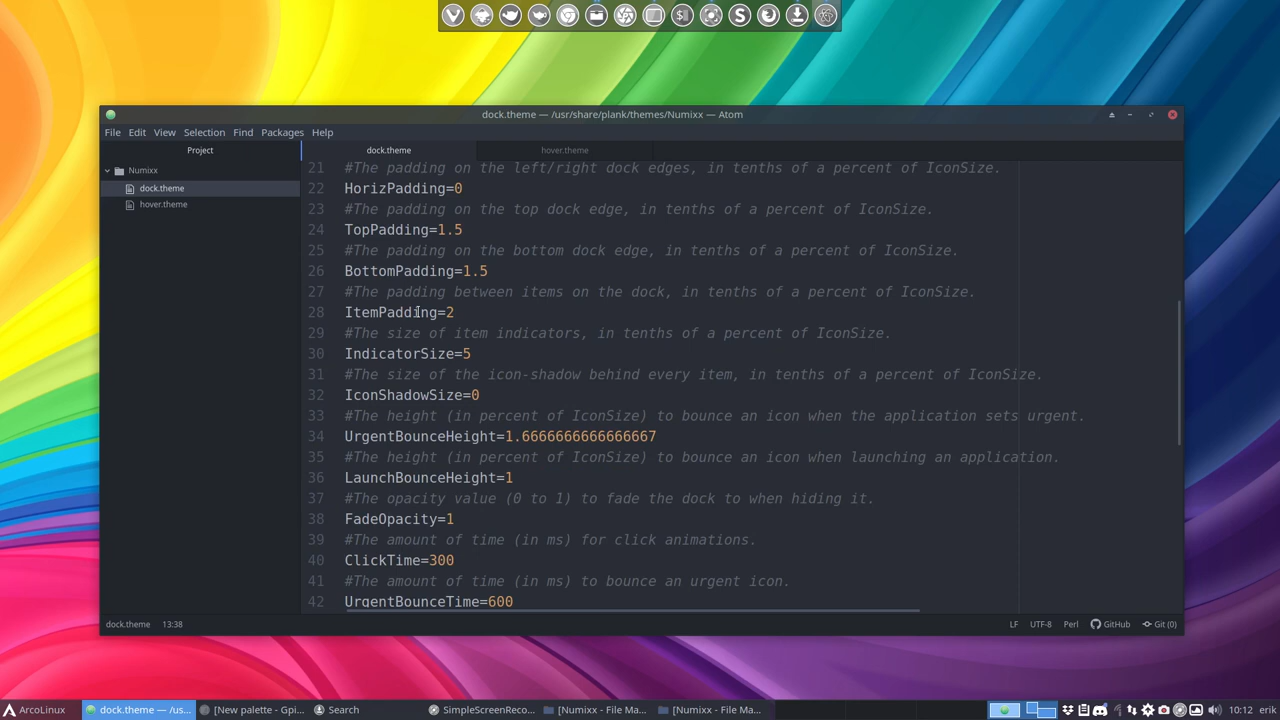 dock.theme — /usr/share/plank/themes/Numixx — Atom
File Edit View Selection Find Packages Help
Project
dock.theme
hover.theme
Numixx
dock.theme
hover.theme
21 #The padding on the left/right dock edges, in tenths of a percent of IconSize.
22 HorizPadding=0
23 #The padding on the top dock edge, in tenths of a percent of IconSize.
24 TopPadding=1.5
25 #The padding on the bottom dock edge, in tenths of a percent of IconSize.
26 BottomPadding=1.5
27 #The padding between items on the dock, in tenths of a percent of IconSize.
28 ItemPadding=2
29 #The size of item indicators, in tenths of a percent of IconSize.
30 IndicatorSize=5
31 #The size of the icon-shadow behind every item, in tenths of a percent of IconSize.
32 IconShadowSize=0
33 #The height (in percent of IconSize) to bounce an icon when the application sets urgent.
34 UrgentBounceHeight=1.6666666666666667
35 #The height (in percent of IconSize) to bounce an icon when launching an application.
36 LaunchBounceHeight=1
37 #The opacity value (0 to 1) to fade the dock to when hiding it.
38 FadeOpacity=1
39 #The amount of time (in ms) for click animations.
40 ClickTime=300
41 #The amount of time (in ms) to bounce an urgent icon.
42 UrgentBounceTime=600
dock.theme 13:38
LF UTF-8 Perl GitHub Git (0)
ArcoLinux
dock.theme — /us...
[New palette - Gpi...
Search
SimpleScreenReco...
[Numixx - File Ma...
[Numixx - File Ma...
10:12 erik